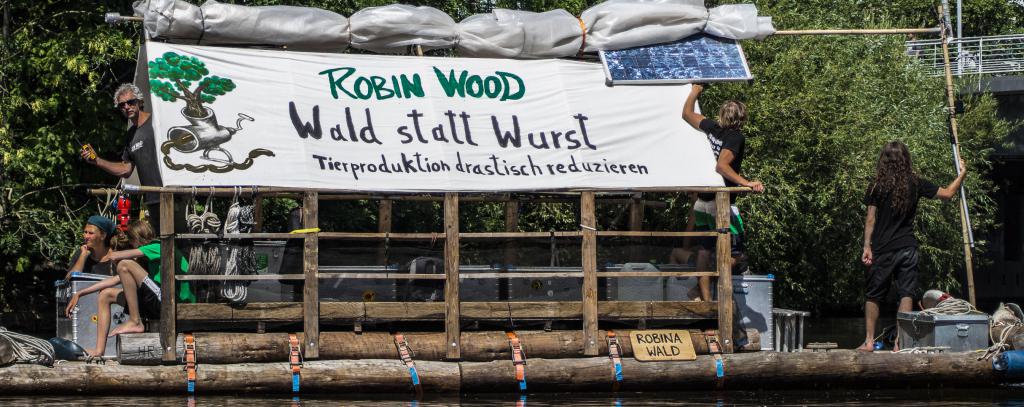 ROBIN WOOD
Wald statt Wurst
Tierproduktion drastisch reduzieren
ROBINA
WALD